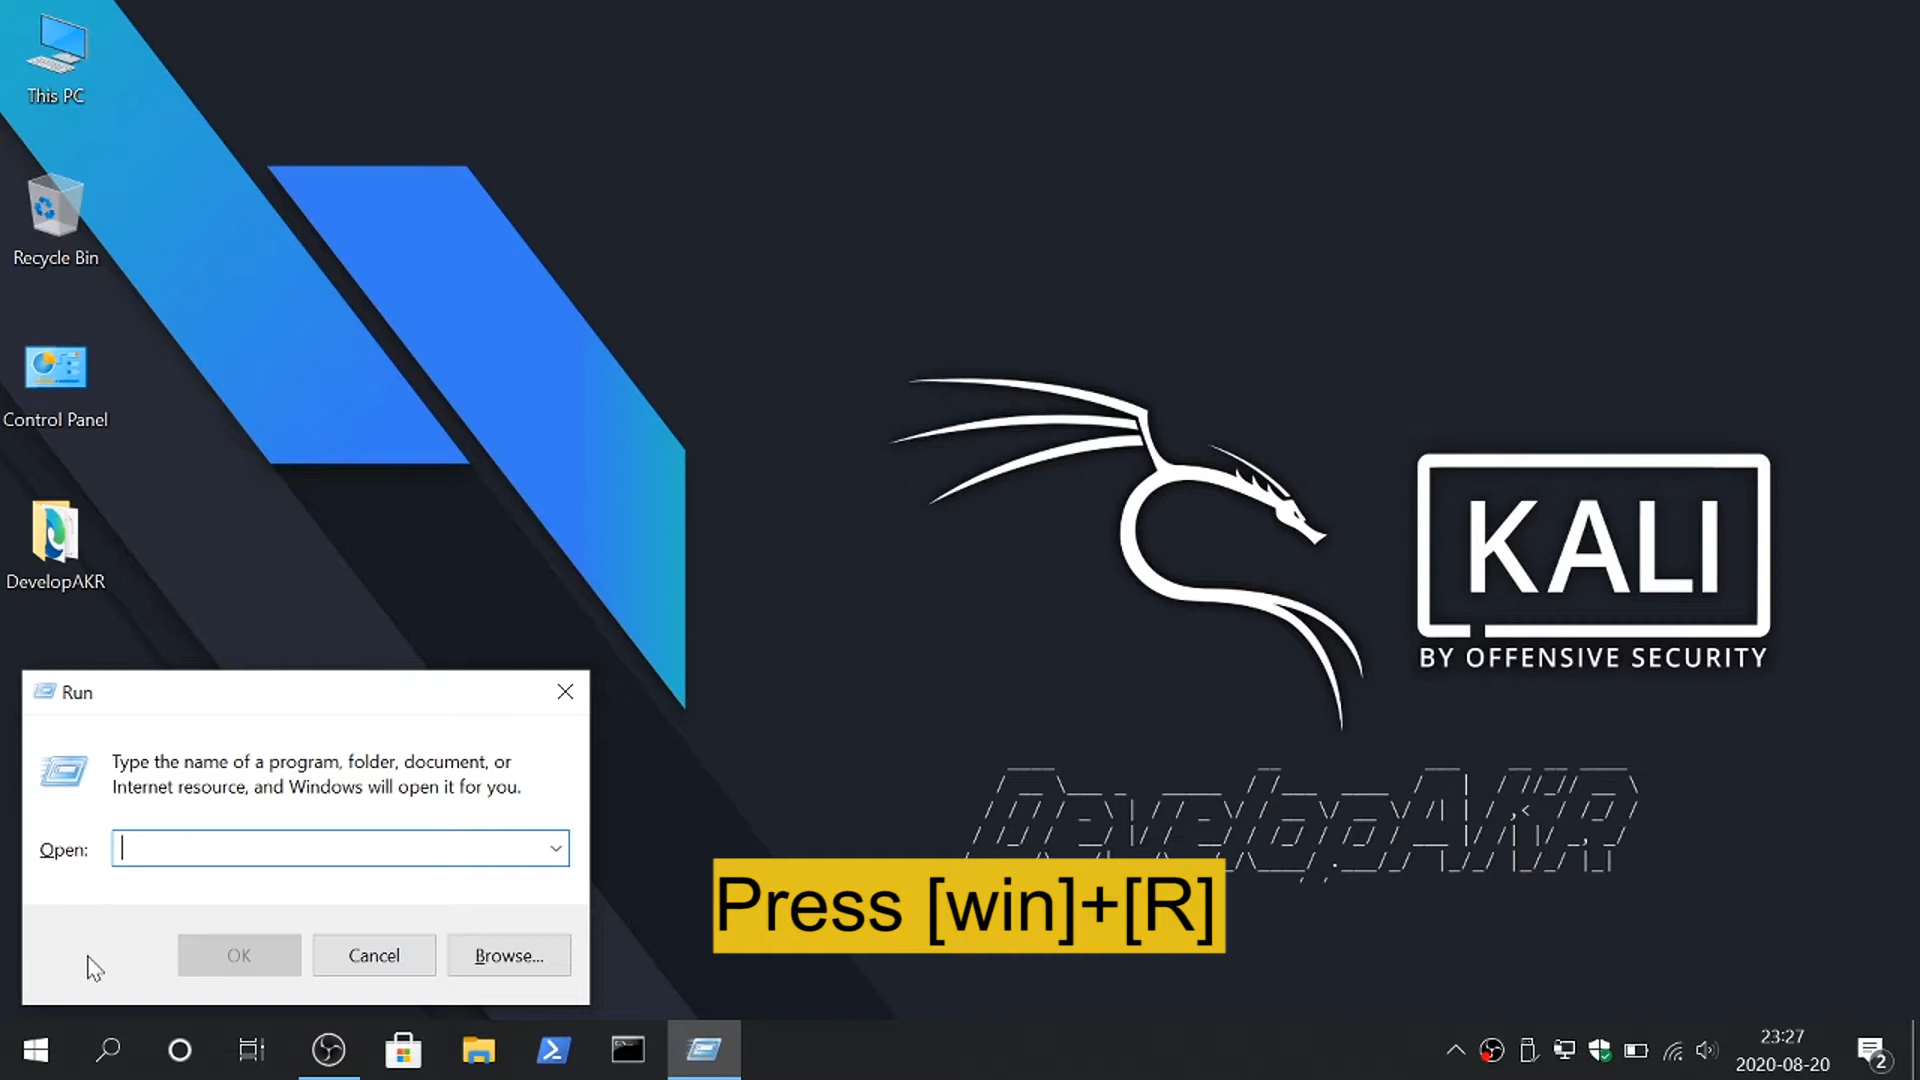 This PC
Recycle Bin
Control Panel
DevelopAKR
KALI
BY OFFENSIVE SECURITY
DevelopAKR
Run
Type the name of a program, folder, document, or
Internet resource, and Windows will open it for you.
Open:
OK
Cancel
Browse...
Press [win]+[R]
23:27
2020-08-20
2